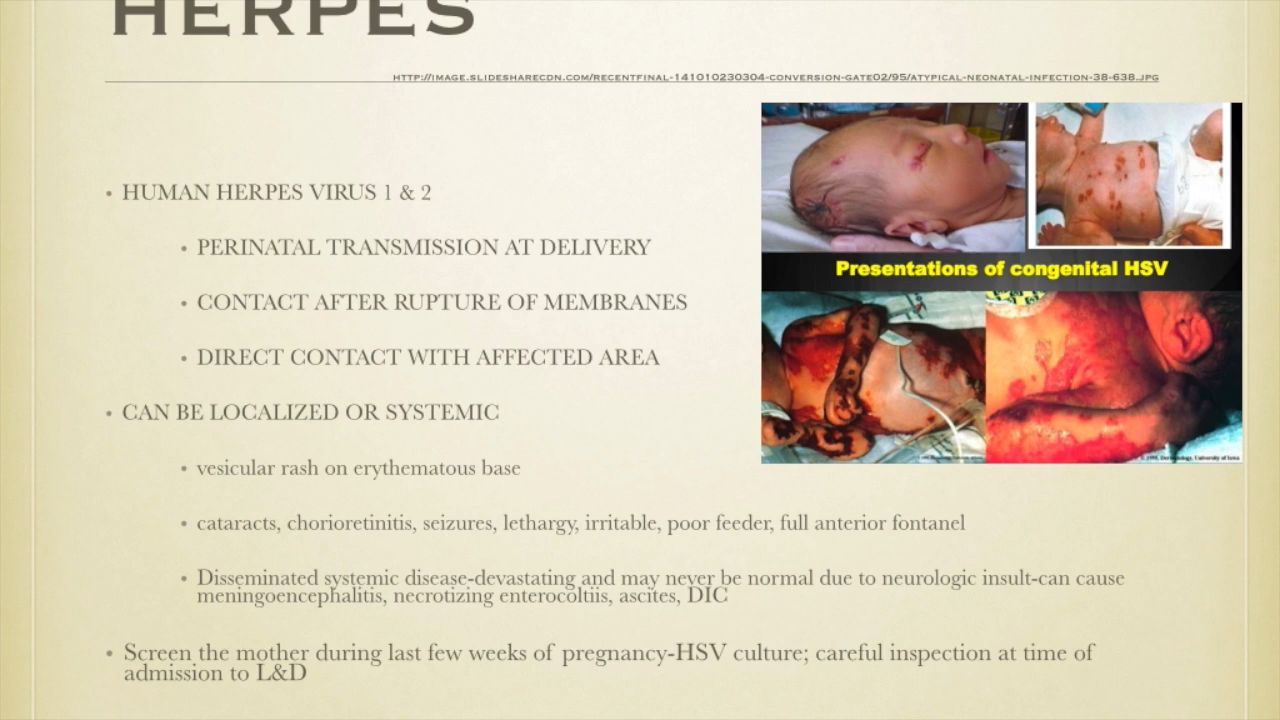 HERPES
HTTP://IMAGE.SLIDESHARECDN.COM/RECENTFINAL-141010230304-CONVERSION-GATE02/95/ATYPICAL-NEONATAL-INFECTION-38-638.JPG
• HUMAN HERPES VIRUS 1 & 2
• PERINATAL TRANSMISSION AT DELIVERY
• CONTACT AFTER RUPTURE OF MEMBRANES
• DIRECT CONTACT WITH AFFECTED AREA
• CAN BE LOCALIZED OR SYSTEMIC
• vesicular rash on erythematous base
• cataracts, chorioretinitis, seizures, lethargy, irritable, poor feeder, full anterior fontanel
• Disseminated systemic disease-devastating and may never be normal due to neurologic insult-can cause
meningoencephalitis, necrotizing enterocoltiis, ascites, DIC
• Screen the mother during last few weeks of pregnancy-HSV culture; careful inspection at time of
admission to L&D
Presentations of congenital HSV
Dermatology, University of Iowa